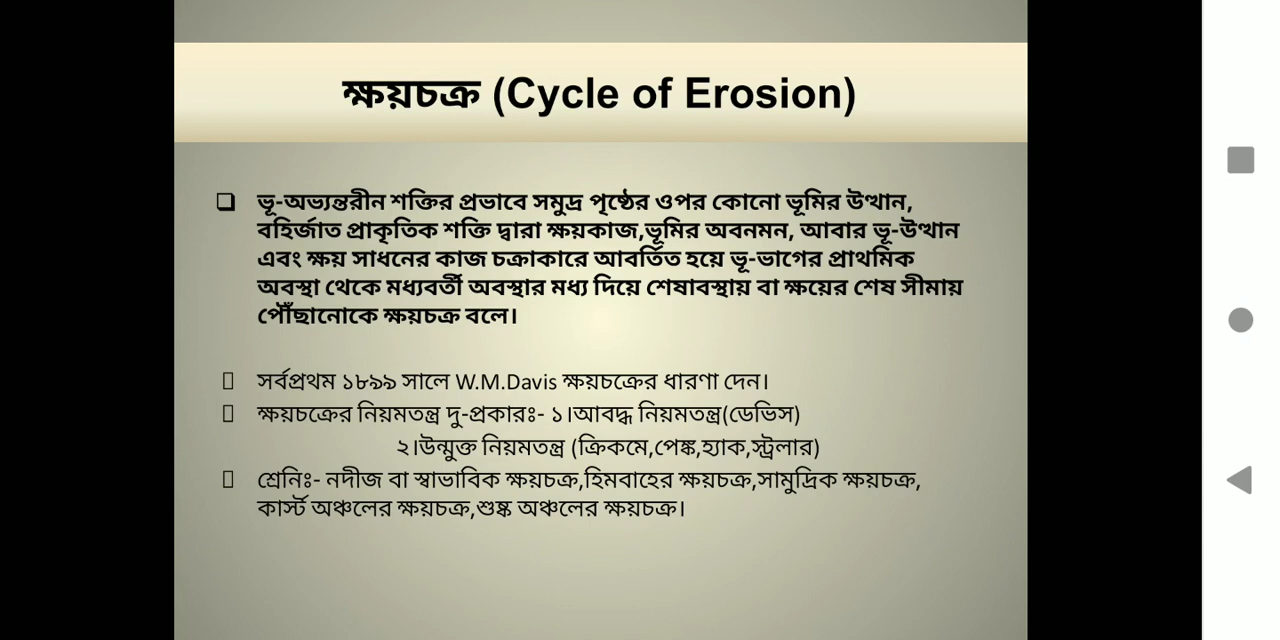 ক্ষয়চক্র (Cycle of Erosion)
ভূ-অভ্যন্তরীন শক্তির প্রভাবে সমুদ্র পৃষ্ঠের ওপর কোনো ভূমির উত্থান,
বহির্জাত প্রাকৃতিক শক্তি দ্বারা ক্ষয়কাজ,ভূমির অবনমন, আবার ভূ-উত্থান
এবং ক্ষয় সাধনের কাজ চক্রাকারে আবর্তিত হয়ে ভূ-ভাগের প্রাথমিক
অবস্থা থেকে মধ্যবর্তী অবস্থার মধ্য দিয়ে শেষাবস্থায় বা ক্ষয়ের শেষ সীমায়
পৌঁছানোকে ক্ষয়চক্র বলে।
সর্বপ্রথম ১৮৯৯ সালে W.M.Davis ক্ষয়চক্রের ধারণা দেন।
ক্ষয়চক্রের নিয়মতন্ত্র দু-প্রকারঃ- ১।আবদ্ধ নিয়মতন্ত্র(ডেভিস)
২।উন্মুক্ত নিয়মতন্ত্র (ক্রিকমে,পেঙ্ক,হ্যাক,স্ট্রলার)
শ্রেনিঃ- নদীজ বা স্বাভাবিক ক্ষয়চক্র,হিমবাহের ক্ষয়চক্র,সামুদ্রিক ক্ষয়চক্র,
কার্স্ট অঞ্চলের ক্ষয়চক্র,শুষ্ক অঞ্চলের ক্ষয়চক্র।